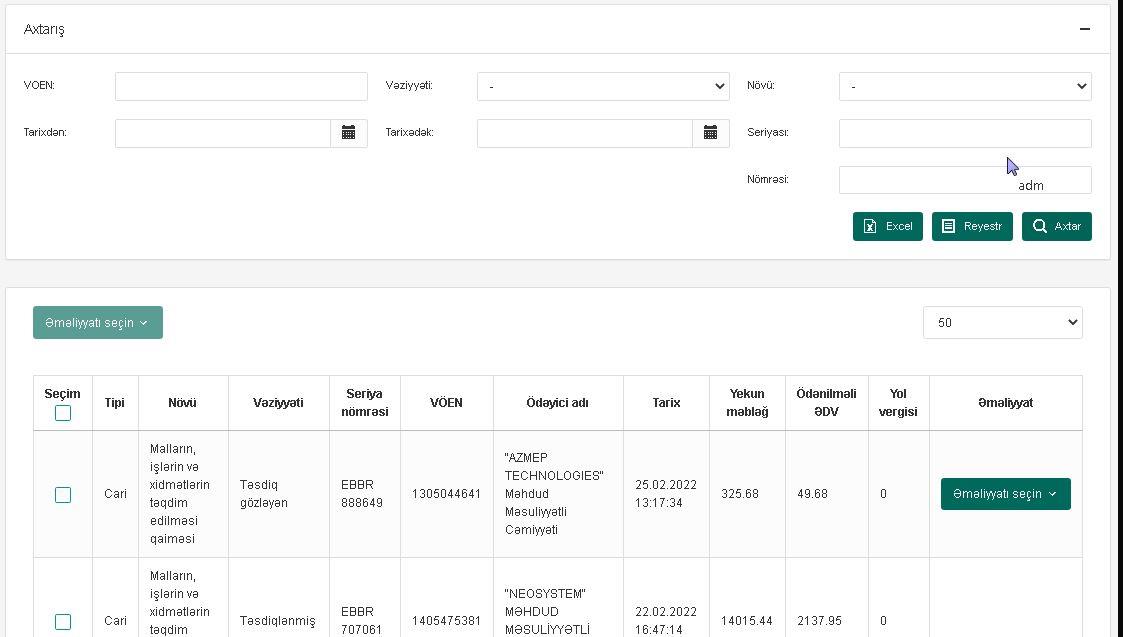 Axtarış
VOEN:
Vəziyyəti:
-
Növü:
-
Tarixdən:
Tarixədək:
Seriyası:
Nömrəsi:
adm
Excel
Reyestr
Axtar
Əməliyyatı seçin
50
Seçim
Tipi
Növü
Vəziyyəti
Seriya
nömrəsi
VÖEN
Ödəyici adı
Tarix
Yekun
məbləğ
Ödənilməli
ƏDV
Yol
vergisi
Əməliyyat
Cari
Malların,
işlərin və
xidmətlərin
təqdim
edilməsi
qaiməsi
Təsdiq
gözləyən
EBBR
888649
1305044641
"AZMEP
TECHNOLOGIES"
Məhdud
Məsuliyyətli
Cəmiyyəti
25.02.2022
13:17:34
325.68
49.68
0
Əməliyyatı seçin
Cari
Malların,
işlərin və
xidmətlərin
təqdim
Təsdiqlənmiş
EBBR
707061
1405475381
"NEOSYSTEM"
MƏHDUD
MƏSULİYYƏTLİ
22.02.2022
16:47:14
14015.44
2137.95
0